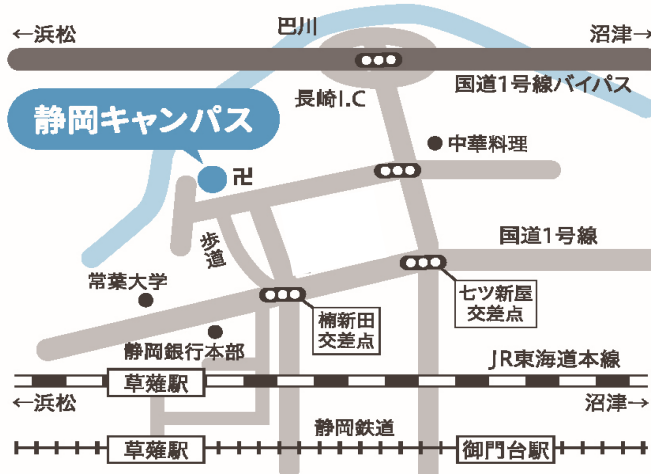 ←浜松
巴川
沼津→
国道1号線バイパス
長崎I.C
静岡キャンパス
中華料理
卍
歩道
国道1号線
常葉大学
七ツ新屋
交差点
楠新田
交差点
静岡銀行本部
JR東海道本線
草薙駅
←浜松
沼津→
静岡鉄道
草薙駅
御門台駅